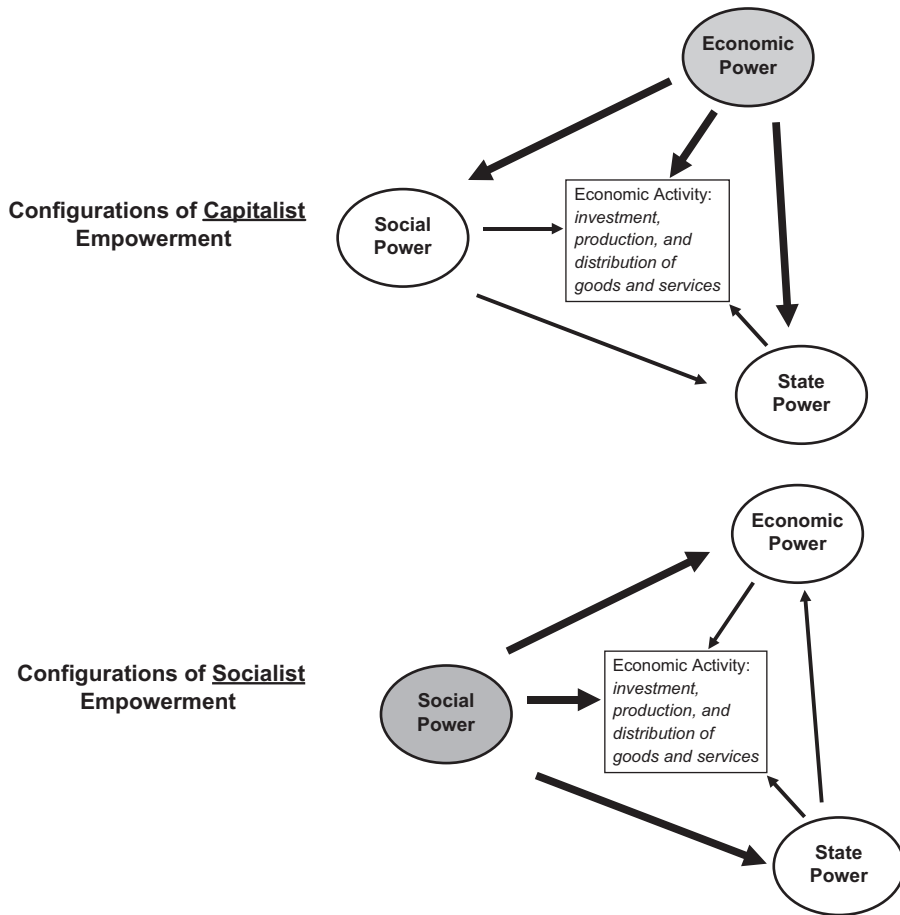 Economic
Power
Configurations of Capitalist
Empowerment
Social
Power
Economic Activity:
investment,
production, and
distribution of
goods and services
State
Power
Economic
Power
Configurations of Socialist
Empowerment
Social
Power
Economic Activity:
investment,
production, and
distribution of
goods and services
State
Power